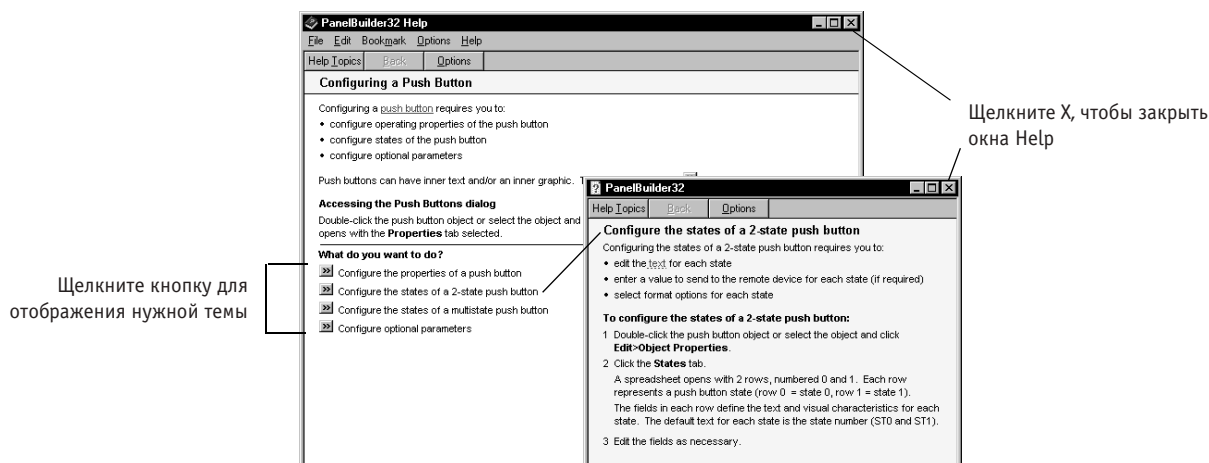 PanelBuilder32 Help
File Edit Bookmark Options Help
Help Topics Back Options
Configuring a Push Button
Configuring a push button requires you to:
• configure operating properties of the push button
• configure states of the push button
• configure optional parameters
Push buttons can have inner text and/or an inner graphic.
Accessing the Push Buttons dialog
Double-click the push button object or select the object and
opens with the Properties tab selected.
What do you want to do?
>> Configure the properties of a push button
>> Configure the states of a 2-state push button
>> Configure the states of a multistate push button
>> Configure optional parameters
Щелкните кнопку для
отображения нужной темы
Щелкните X, чтобы закрыть
окна Help
? PanelBuilder32
Help Topics Back Options
Configure the states of a 2-state push button
Configuring the states of a 2-state push button requires you to:
• edit the text for each state
• enter a value to send to the remote device for each state (if required)
• select format options for each state
To configure the states of a 2-state push button:
1 Double-click the push button object or select the object and click
Edit>Object Properties.
2 Click the States tab.
A spreadsheet opens with 2 rows, numbered 0 and 1. Each row
represents a push button state (row 0 = state 0, row 1 = state 1).
The fields in each row define the text and visual characteristics for each
state. The default text for each state is the state number (ST0 and ST1).
3 Edit the fields as necessary.